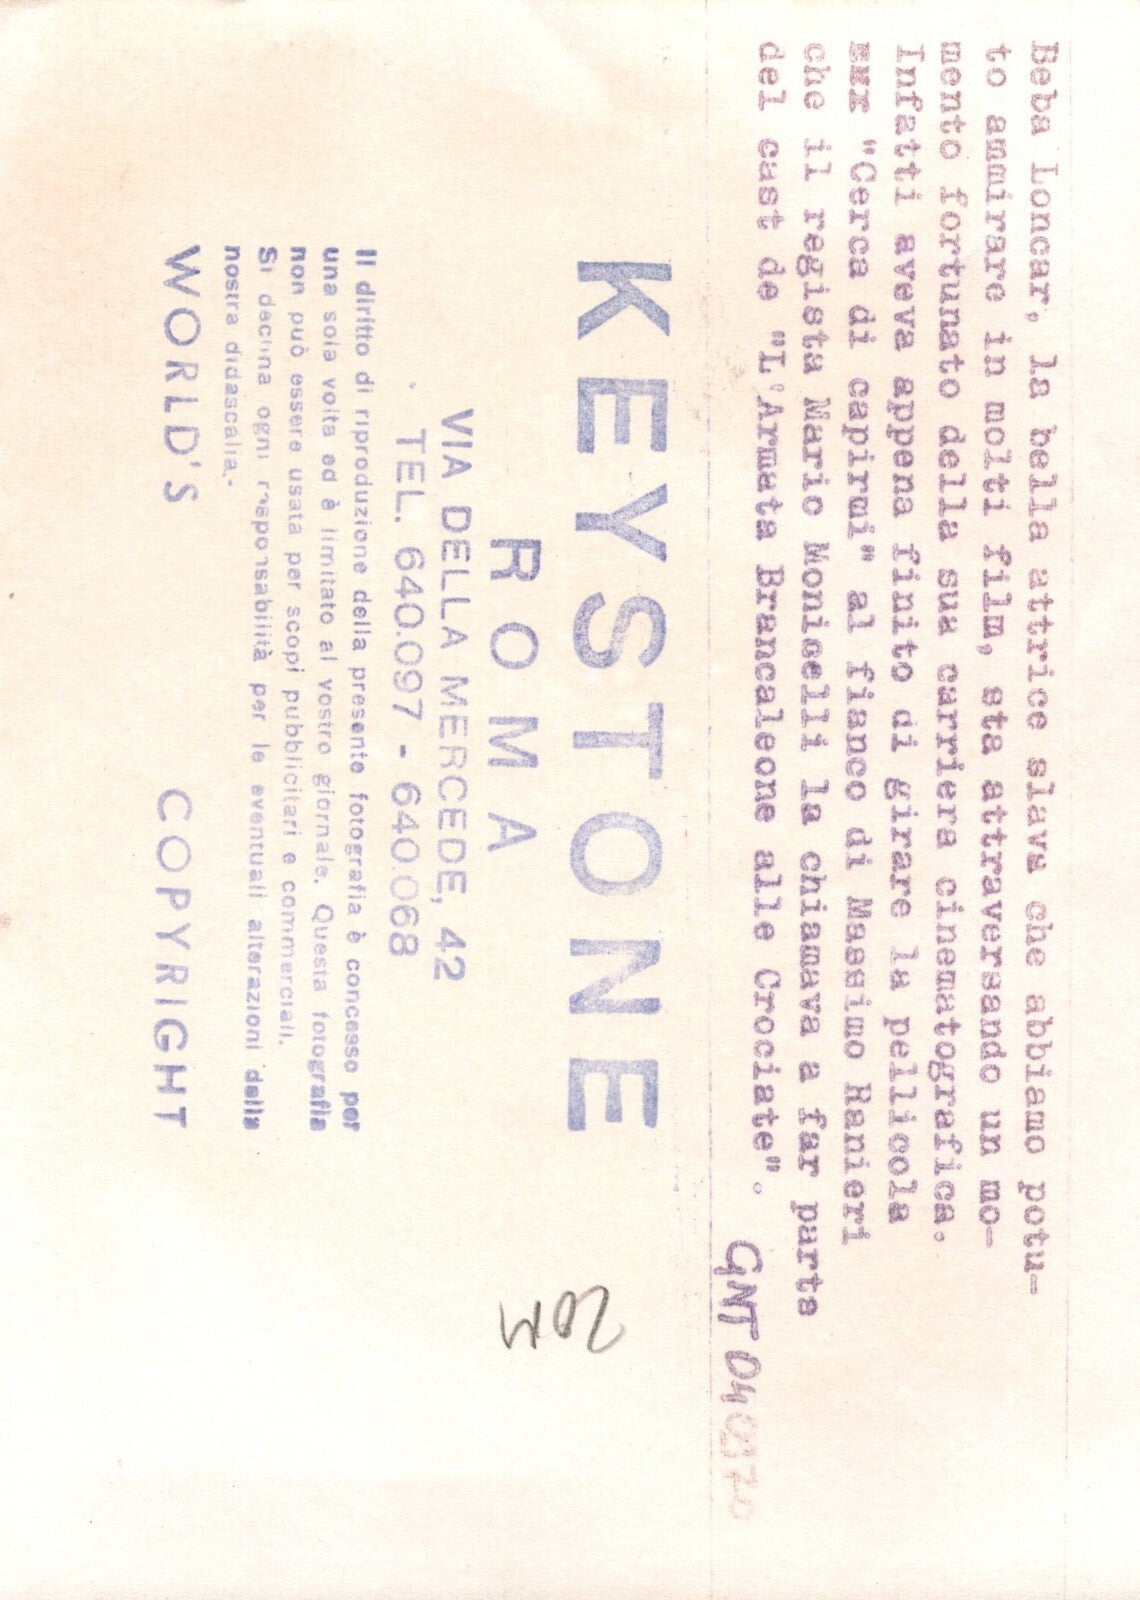 Beba Loncar, la bella attrice slava che abbiamo potu-
to ammirare in molti film, sta attraversando un mo-
mento fortunato della sua carriera cinematografica.
Infatti aveva appena finito di girare la pellicola
"Cerca di capirmi" al fianco di Massimo Ranieri
che il regista Mario Monicelli la chiamava a far parte
del cast de "L'Armata Brancaleone alle Crociate".
GNT
KEYSTONE
ROMA
VIA DELLA MERCEDE, 42
TEL. 640.097 - 640.068
Il diritto di riproduzione della presente fotografia è concesso per
una sola volta ed è limitato al vostro giornale. Questa fotografia
non può essere usata per scopi pubblicitari e commerciali.
Si declina ogni responsabilità per le eventuali alterazioni della
nostra didascalia.-
WORLD'S COPYRIGHT